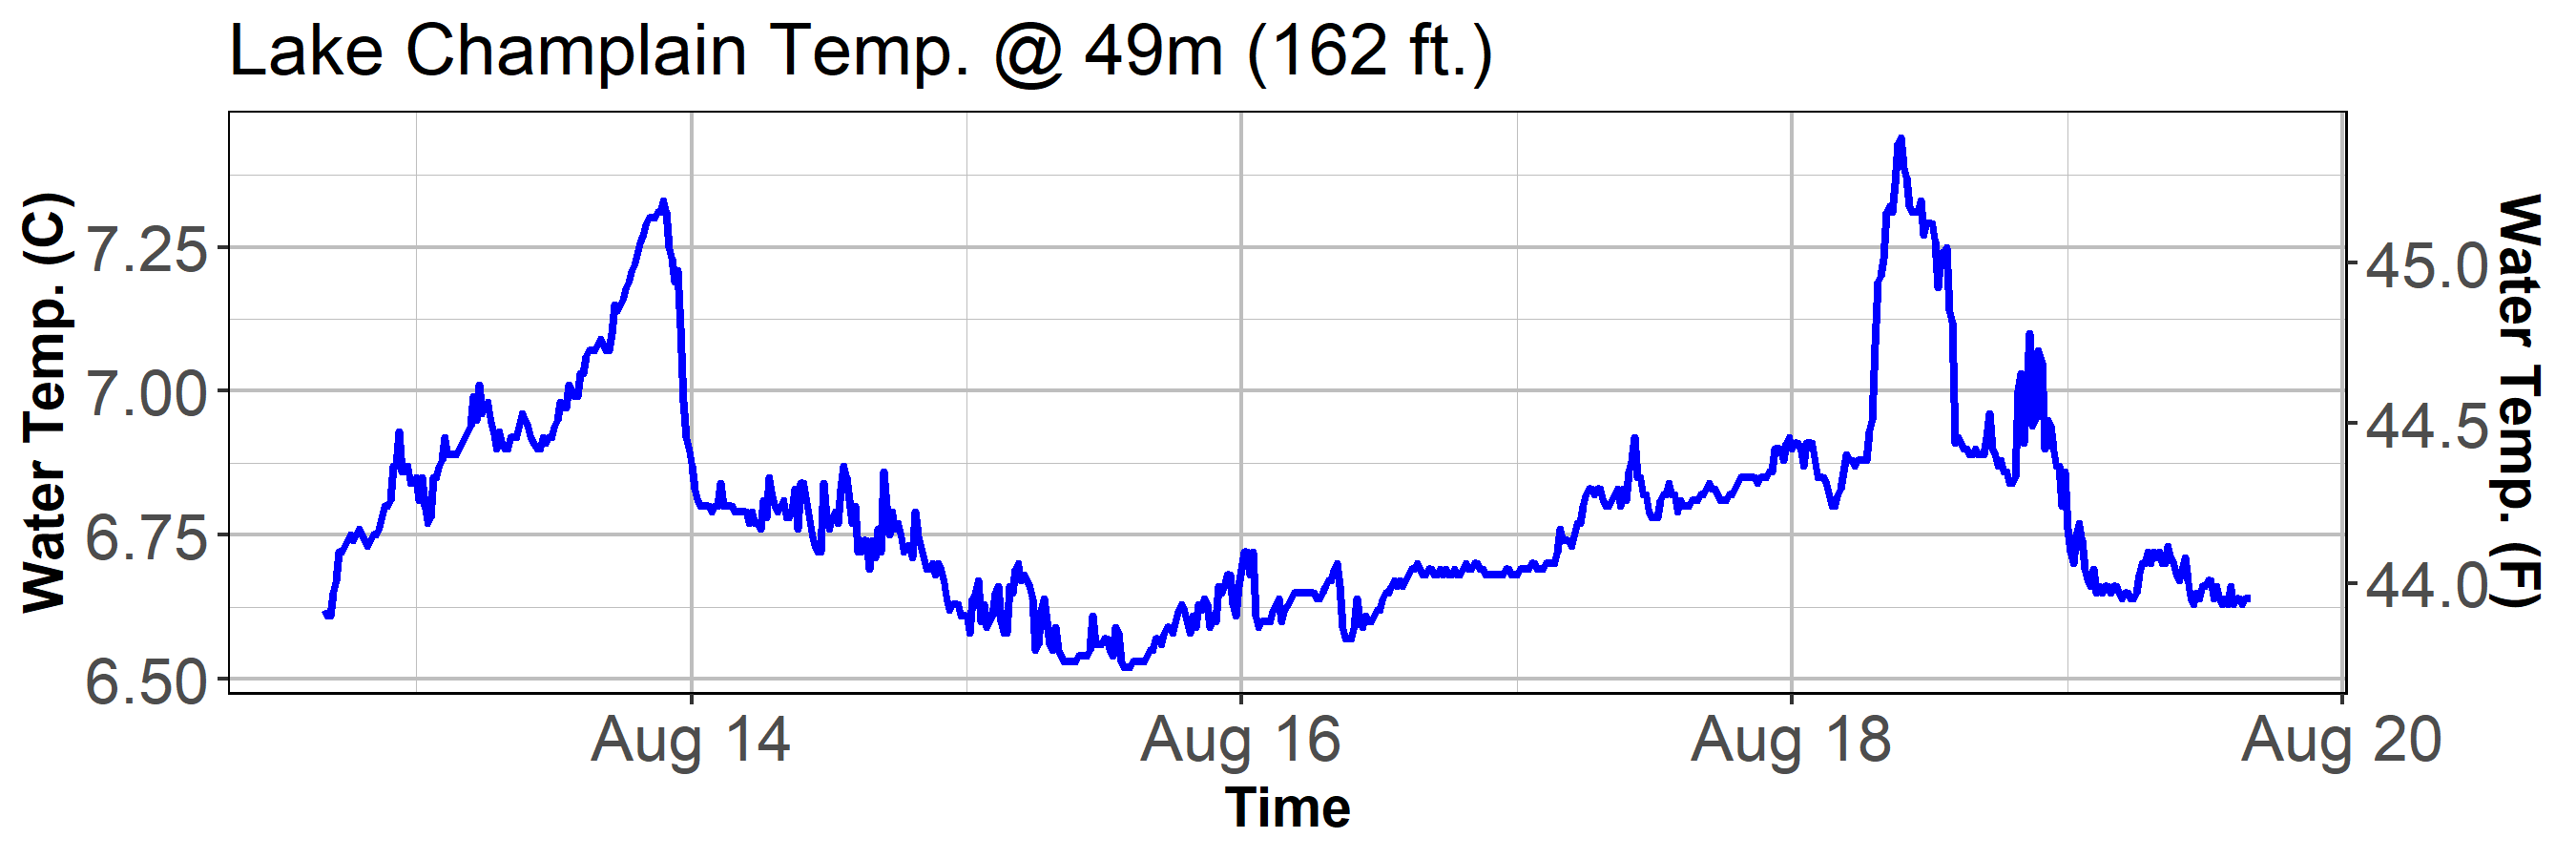 Lake Champlain Temp. @ 49m (162 ft.)
Water Temp. (C)
7.25
7.00
6.75
6.50
45.0
44.5
44.0
Water Temp. (F)
Aug 14
Aug 16
Aug 18
Aug 20
Time